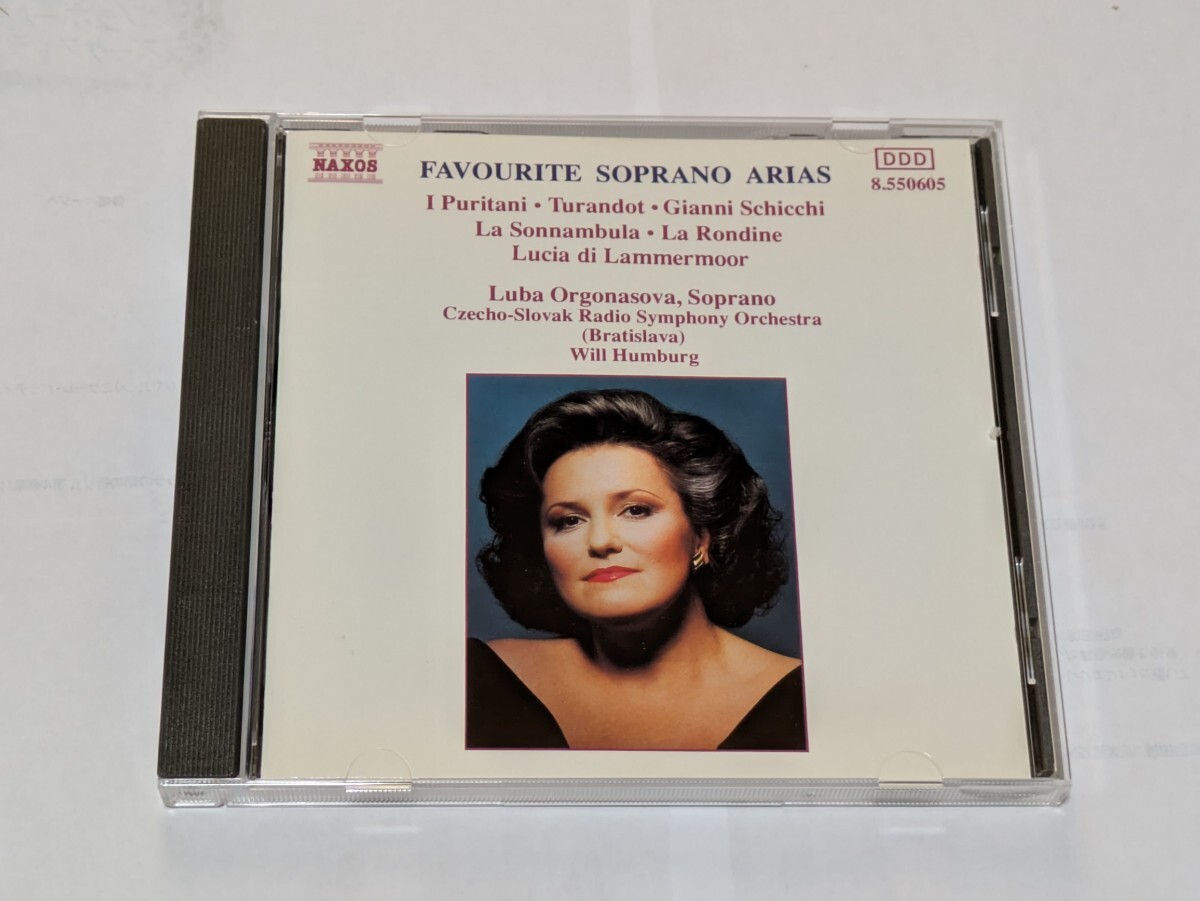 NAXOS
FAVOURITE SOPRANO ARIAS
DDD
8.550605
I Puritani • Turandot • Gianni Schicchi
La Sonnambula • La Rondine
Lucia di Lammermoor
Luba Orgonasova, Soprano
Czecho-Slovak Radio Symphony Orchestra
(Bratislava)
Will Humburg